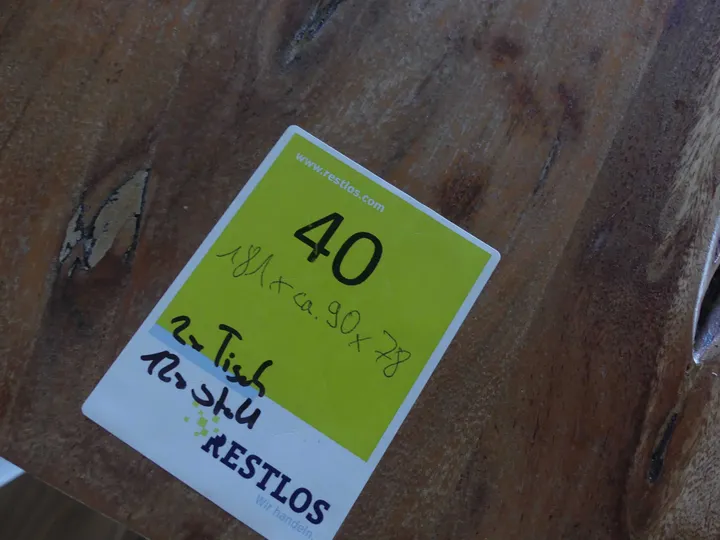 www.restlos.com
40
181 x ca. 90 x 78
2x Tisch
12x Stuhl
RESTLOS
Wir handeln.